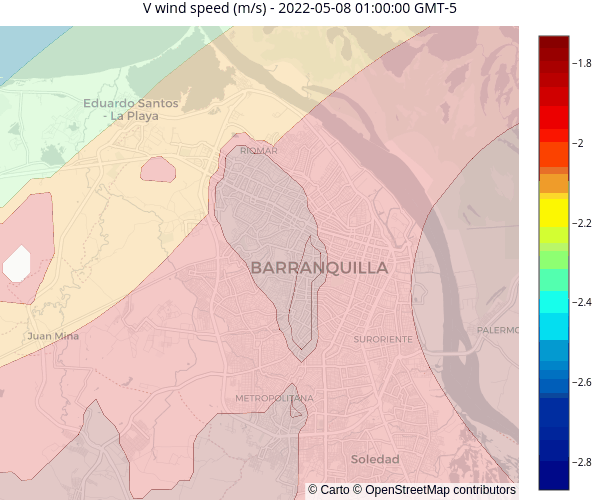 V wind speed (m/s) - 2022-05-08 01:00:00 GMT-5
Eduardo Santos
- La Playa
RIOMAR
BARRANQUILLA
Juan Mina
SURORIENTE
PALERMO
METROPOLITANA
Soledad
© Carto © OpenStreetMap contributors
−1.8
−2
−2.2
−2.4
−2.6
−2.8